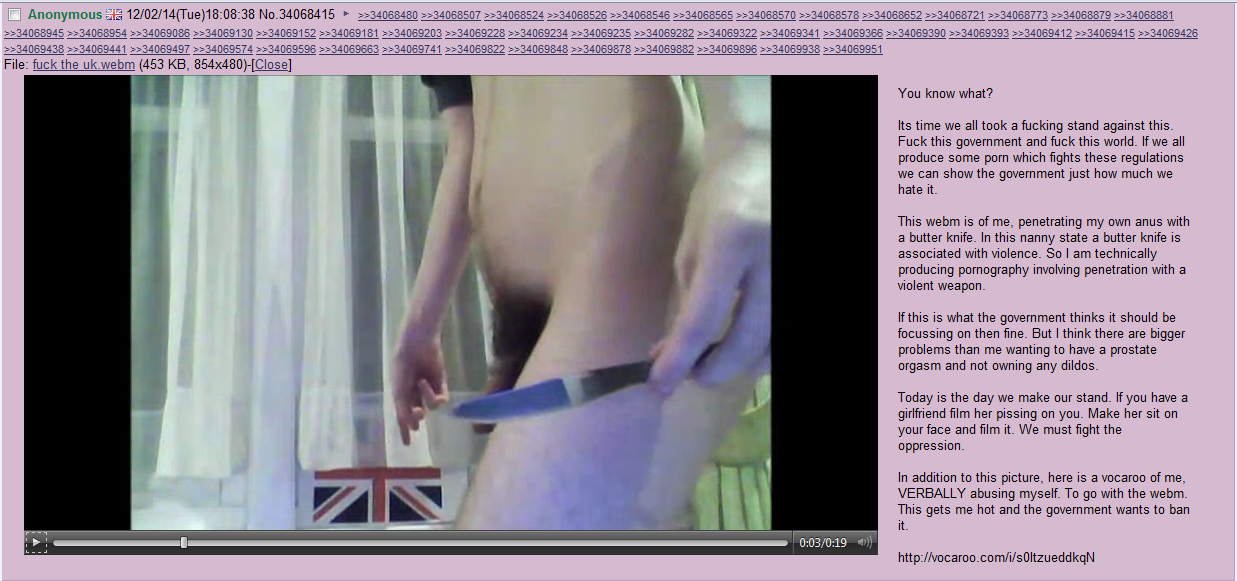 Anonymous 12/02/14(Tue)18:08:38 No.34068415 >>34068480 >>34068507 >>34068524 >>34068526 >>34068546 >>34068565 >>34068570 >>34068578 >>34068652 >>34068721 >>34068773 >>34068879 >>34068881
>>34068945 >>34068954 >>34069086 >>34069130 >>34069152 >>34069181 >>34069203 >>34069228 >>34069234 >>34069235 >>34069282 >>34069322 >>34069341 >>34069366 >>34069390 >>34069393 >>34069412 >>34069415 >>34069426
>>34069438 >>34069441 >>34069497 >>34069574 >>34069596 >>34069663 >>34069741 >>34069822 >>34069848 >>34069878 >>34069882 >>34069896 >>34069938 >>34069951
File: fuck the uk.webm (453 KB, 854x480)-[Close]
You know what?
Its time we all took a fucking stand against this.
Fuck this government and fuck this world. If we all
produce some porn which fights these regulations
we can show the government just how much we
hate it.
This webm is of me, penetrating my own anus with
a butter knife. In this nanny state a butter knife is
associated with violence. So I am technically
producing pornography involving penetration with a
violent weapon.
If this is what the government thinks it should be
focussing on then fine. But I think there are bigger
problems than me wanting to have a prostate
orgasm and not owning any dildos.
Today is the day we make our stand. If you have a
girlfriend film her pissing on you. Make her sit on
your face and film it. We must fight the
oppression.
In addition to this picture, here is a vocaroo of me,
VERBALLY abusing myself. To go with the webm.
This gets me hot and the government wants to ban
it.
http://vocaroo.com/i/s0ltzueddkqN
0:03/0:19